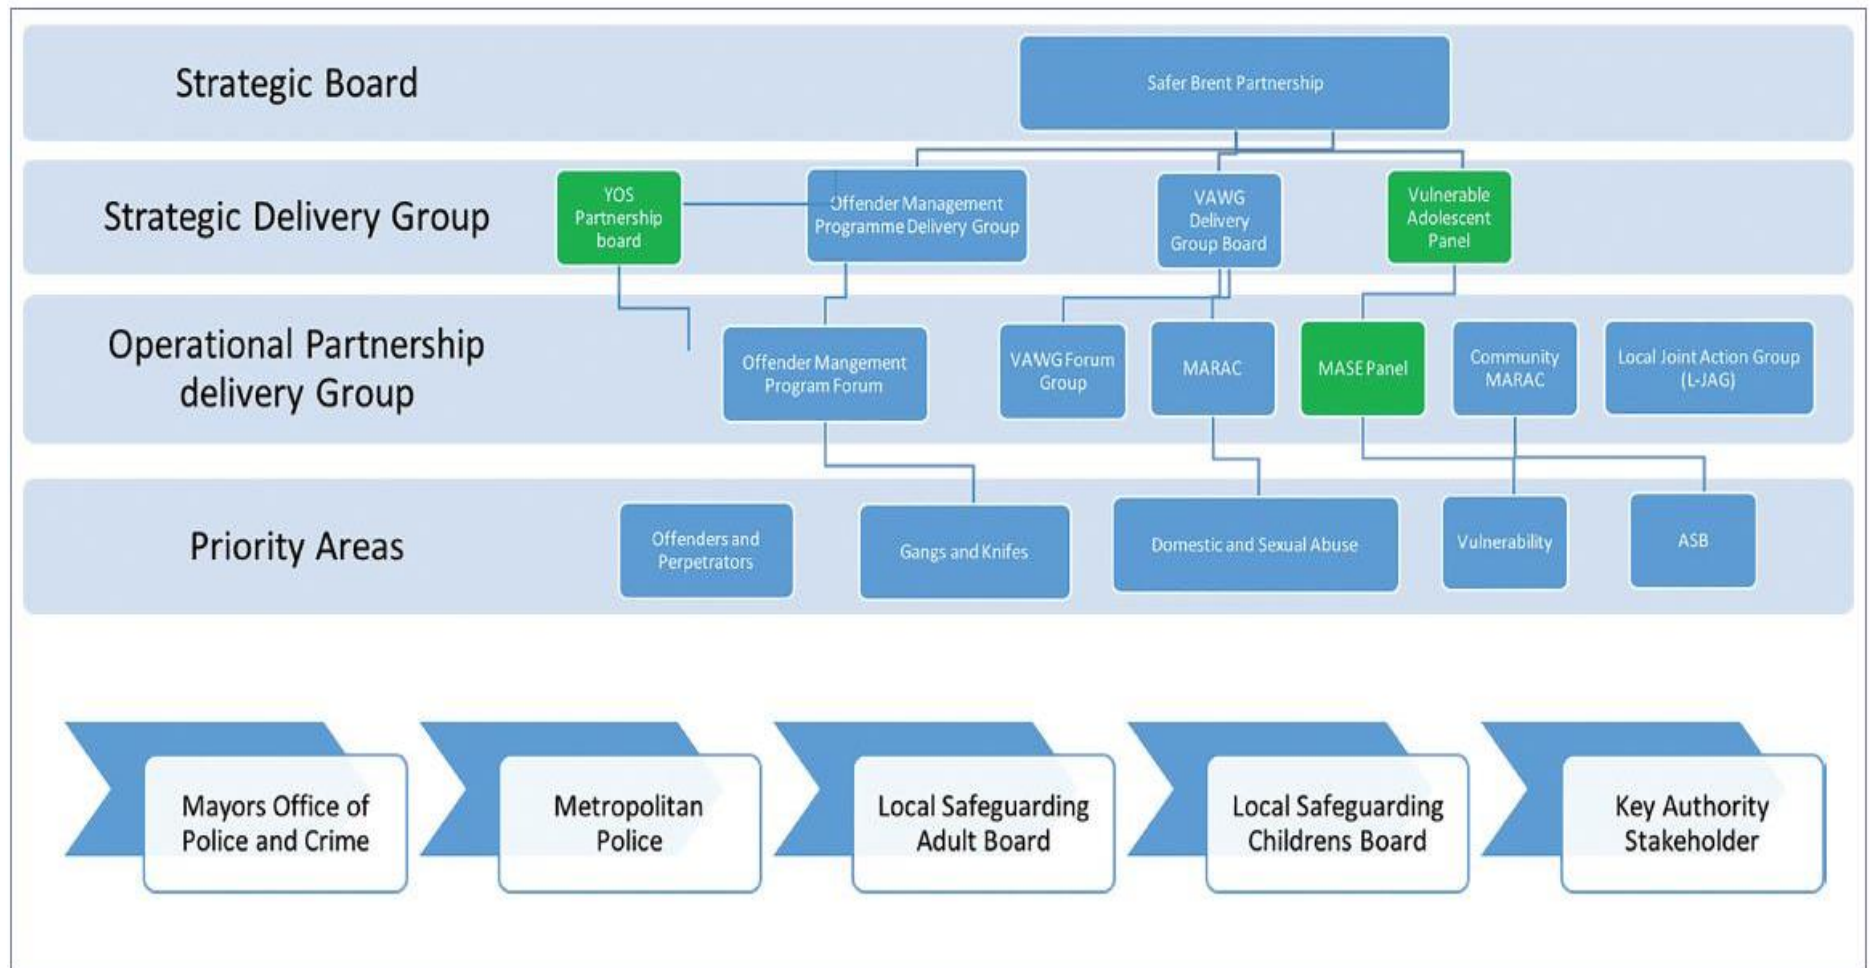 Strategic Board
Safer Brent Partnership
Strategic Delivery Group
YOS
Partnership
board
Offender Management
Programme Delivery Group
VAWG
Delivery
Group Board
Vulnerable
Adolescent
Panel
Operational Partnership
delivery Group
Offender Mangement
Program Forum
VAWG Forum
Group
MARAC
MASE Panel
Community
MARAC
Local Joint Action Group
(L-JAG)
Priority Areas
Offenders and
Perpetrators
Gangs and Knifes
Domestic and Sexual Abuse
Vulnerability
ASB
Mayors Office of
Police and Crime
Metropolitan
Police
Local Safeguarding
Adult Board
Local Safeguarding
Childrens Board
Key Authority
Stakeholder